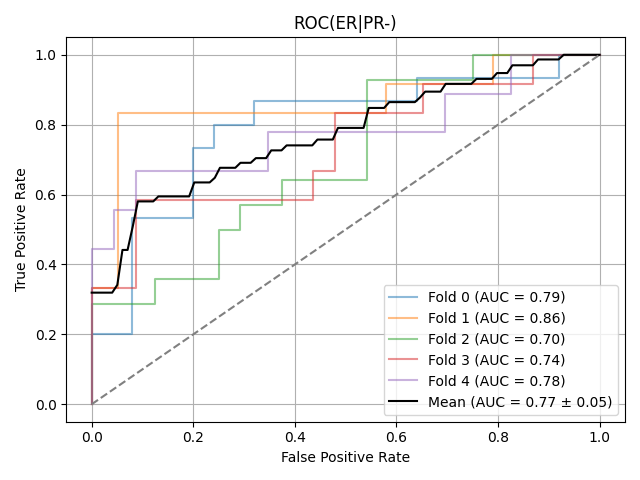 ROC(ER|PR-)
True Positive Rate
1.0
0.8
0.6
0.4
0.2
0.0
Fold 0 (AUC = 0.79)
Fold 1 (AUC = 0.86)
Fold 2 (AUC = 0.70)
Fold 3 (AUC = 0.74)
Fold 4 (AUC = 0.78)
Mean (AUC = 0.77 ± 0.05)
0.0 0.2 0.4 0.6 0.8 1.0
False Positive Rate